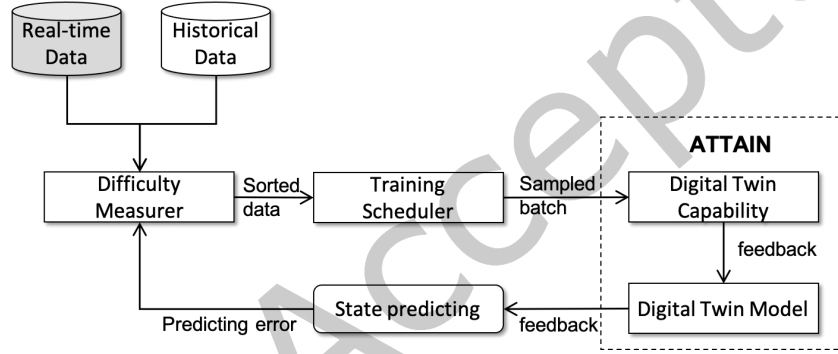 Real-time
Data
Historical
Data
ATTAIN
Difficulty
Measurer
Sorted
data
Training
Scheduler
Sampled
batch
Digital Twin
Capability
feedback
Digital Twin Model
feedback
State predicting
Predicting error
Accept